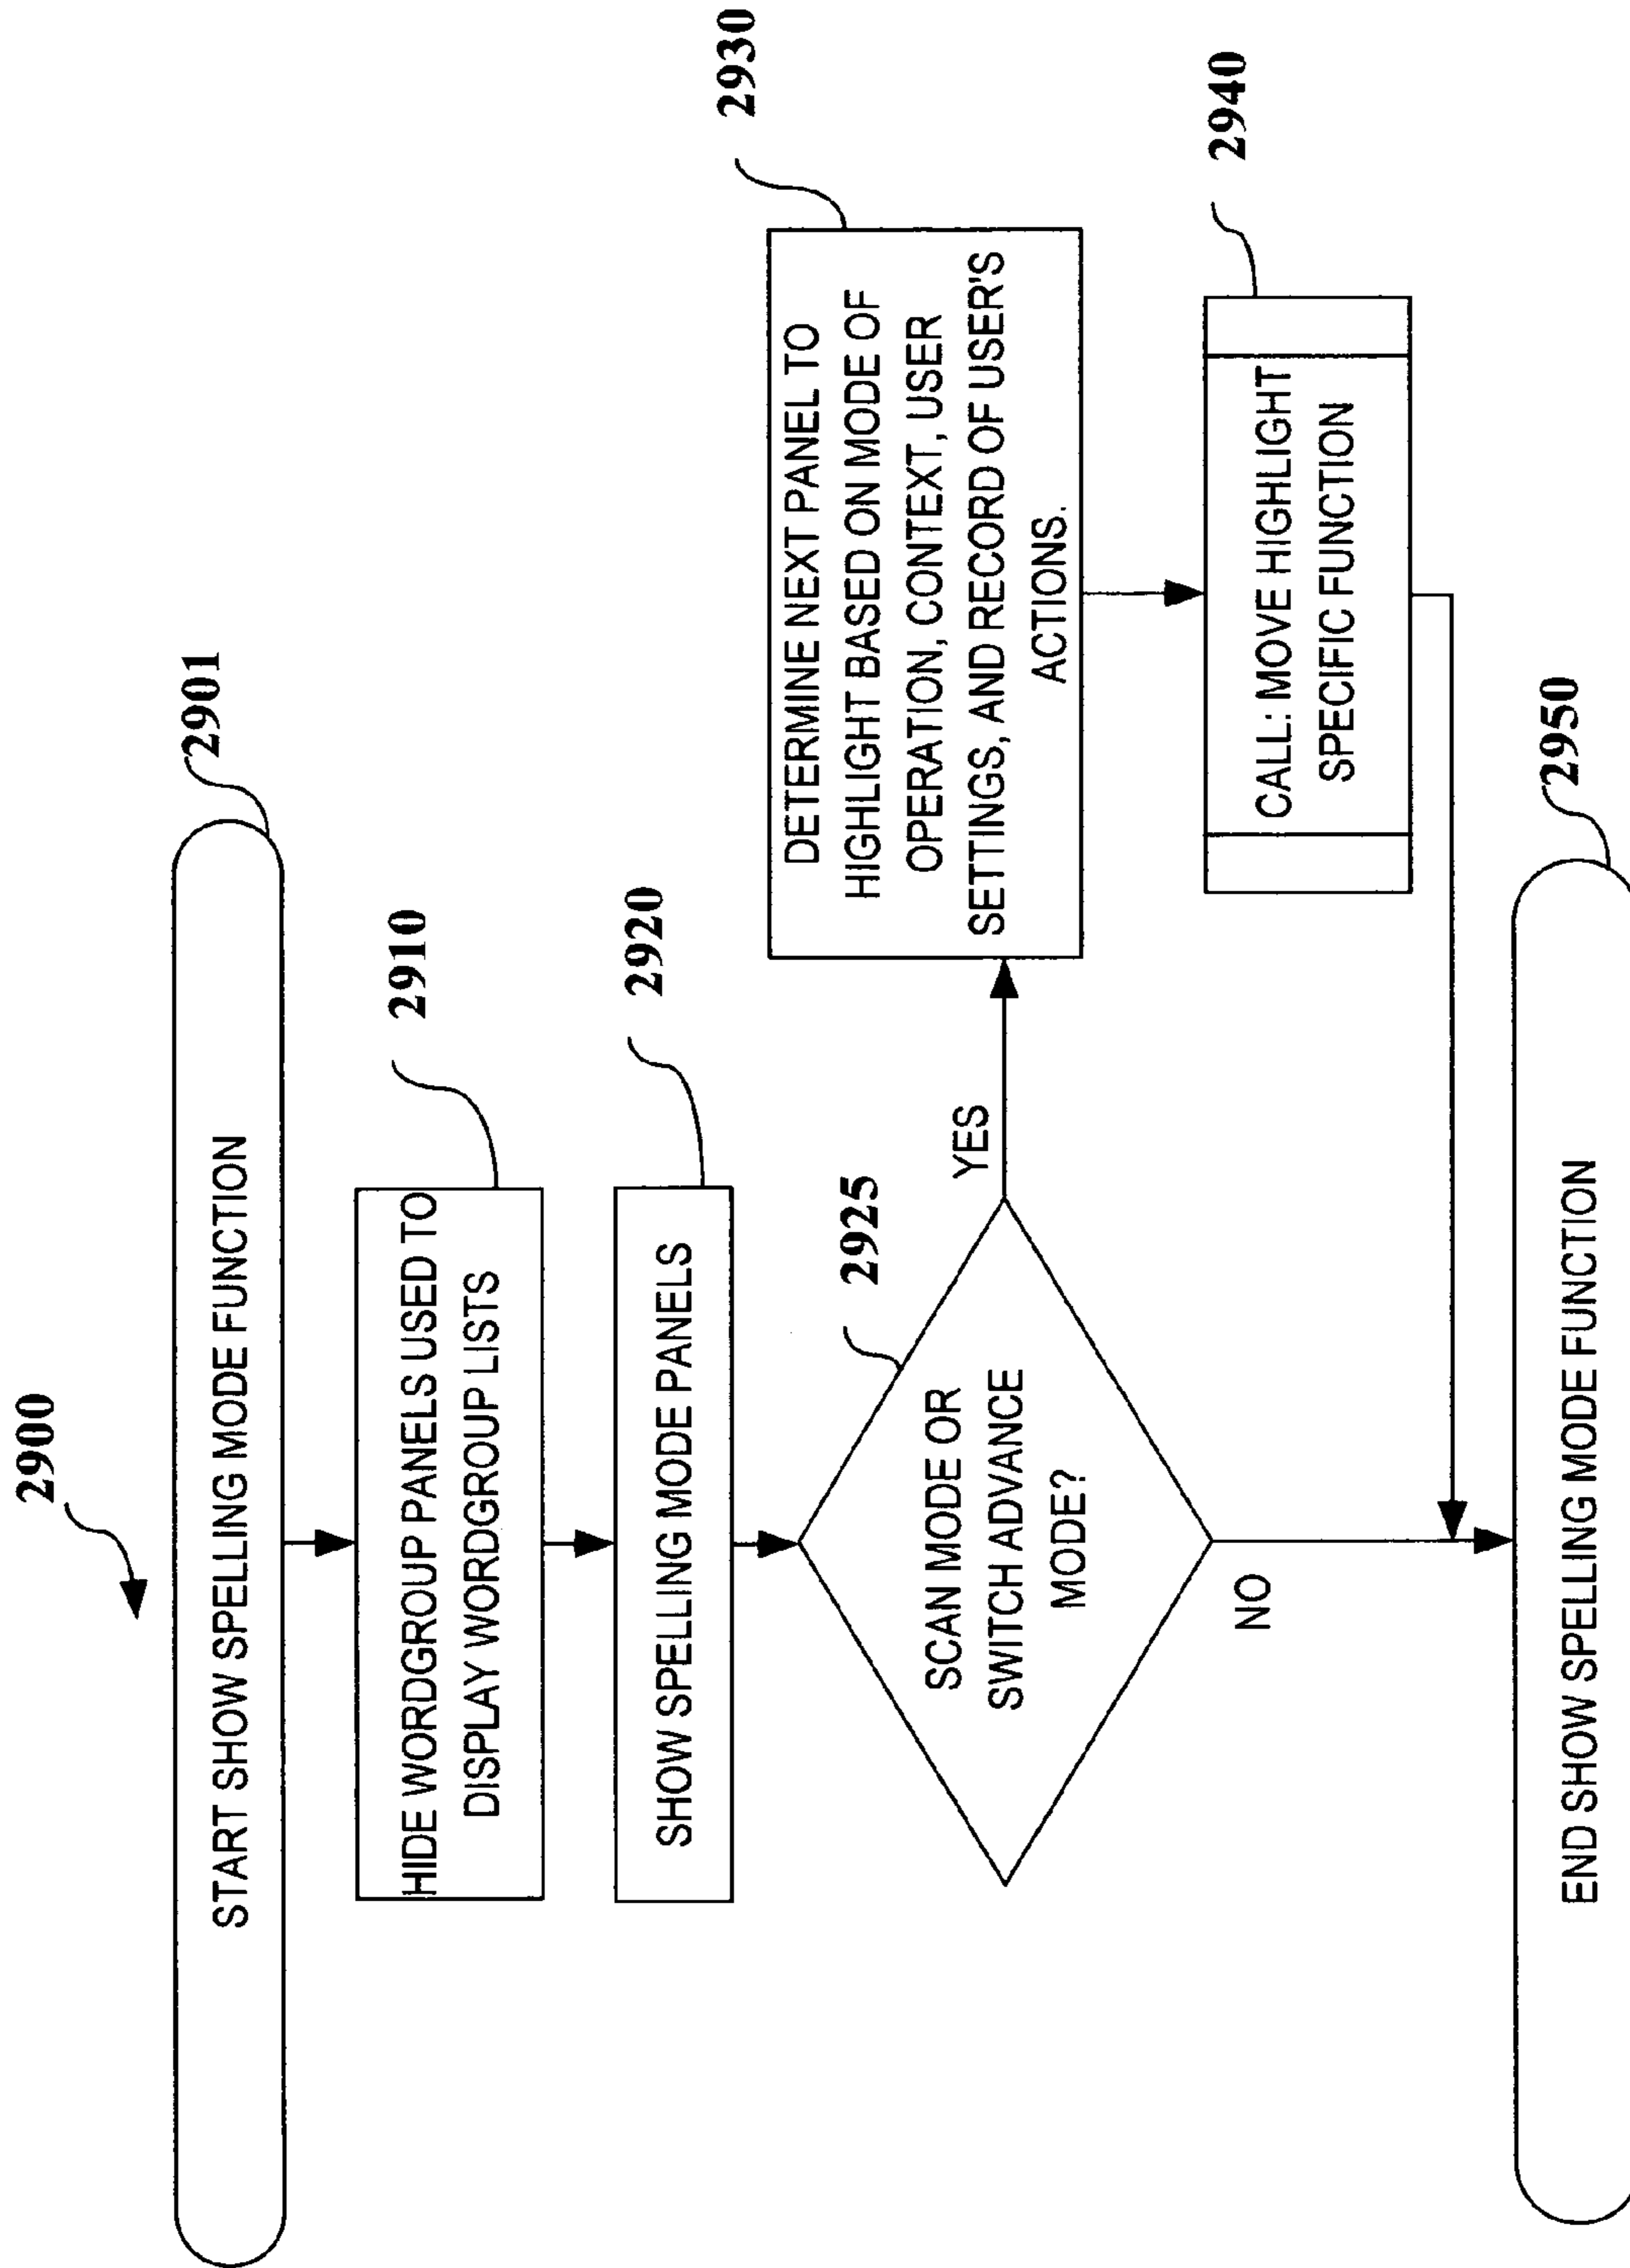 2900
START SHOW SPELLING MODE FUNCTION
2901
HIDE WORDGROUP PANELS USED TO
DISPLAY WORDGROUP LISTS
2910
SHOW SPELLING MODE PANELS
2920
SCAN MODE OR
SWITCH ADVANCE
MODE?
2925
YES
NO
DETERMINE NEXT PANEL TO
HIGHLIGHT BASED ON MODE OF
OPERATION, CONTEXT, USER
SETTINGS, AND RECORD OF USER'S
ACTIONS.
2930
CALL: MOVE HIGHLIGHT
SPECIFIC FUNCTION
2940
END SHOW SPELLING MODE FUNCTION
2950